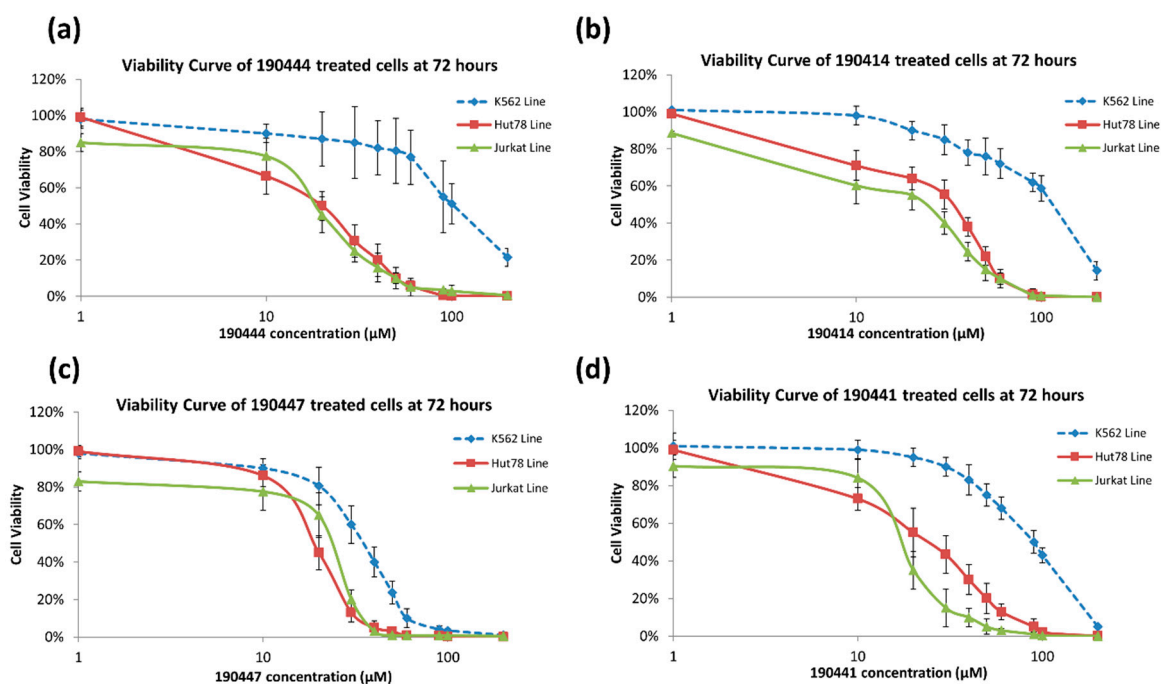 (a)
Viability Curve of 190444 treated cells at 72 hours
120%
100%
80%
60%
40%
20%
0%
Cell Viability
1
10
100
190444 concentration (µM)
K562 Line
Hut78 Line
Jurkat Line
(b)
Viability Curve of 190414 treated cells at 72 hours
120%
100%
80%
60%
40%
20%
0%
Cell Viability
1
10
100
190414 concentration (µM)
K562 Line
Hut78 Line
Jurkat Line
(c)
Viability Curve of 190447 treated cells at 72 hours
120%
100%
80%
60%
40%
20%
0%
Cell Viability
1
10
100
190447 concentration (µM)
K562 Line
Hut78 Line
Jurkat Line
(d)
Viability Curve of 190441 treated cells at 72 hours
120%
100%
80%
60%
40%
20%
0%
Cell Viability
1
10
100
190441 concentration (µM)
K562 Line
Hut78 Line
Jurkat Line